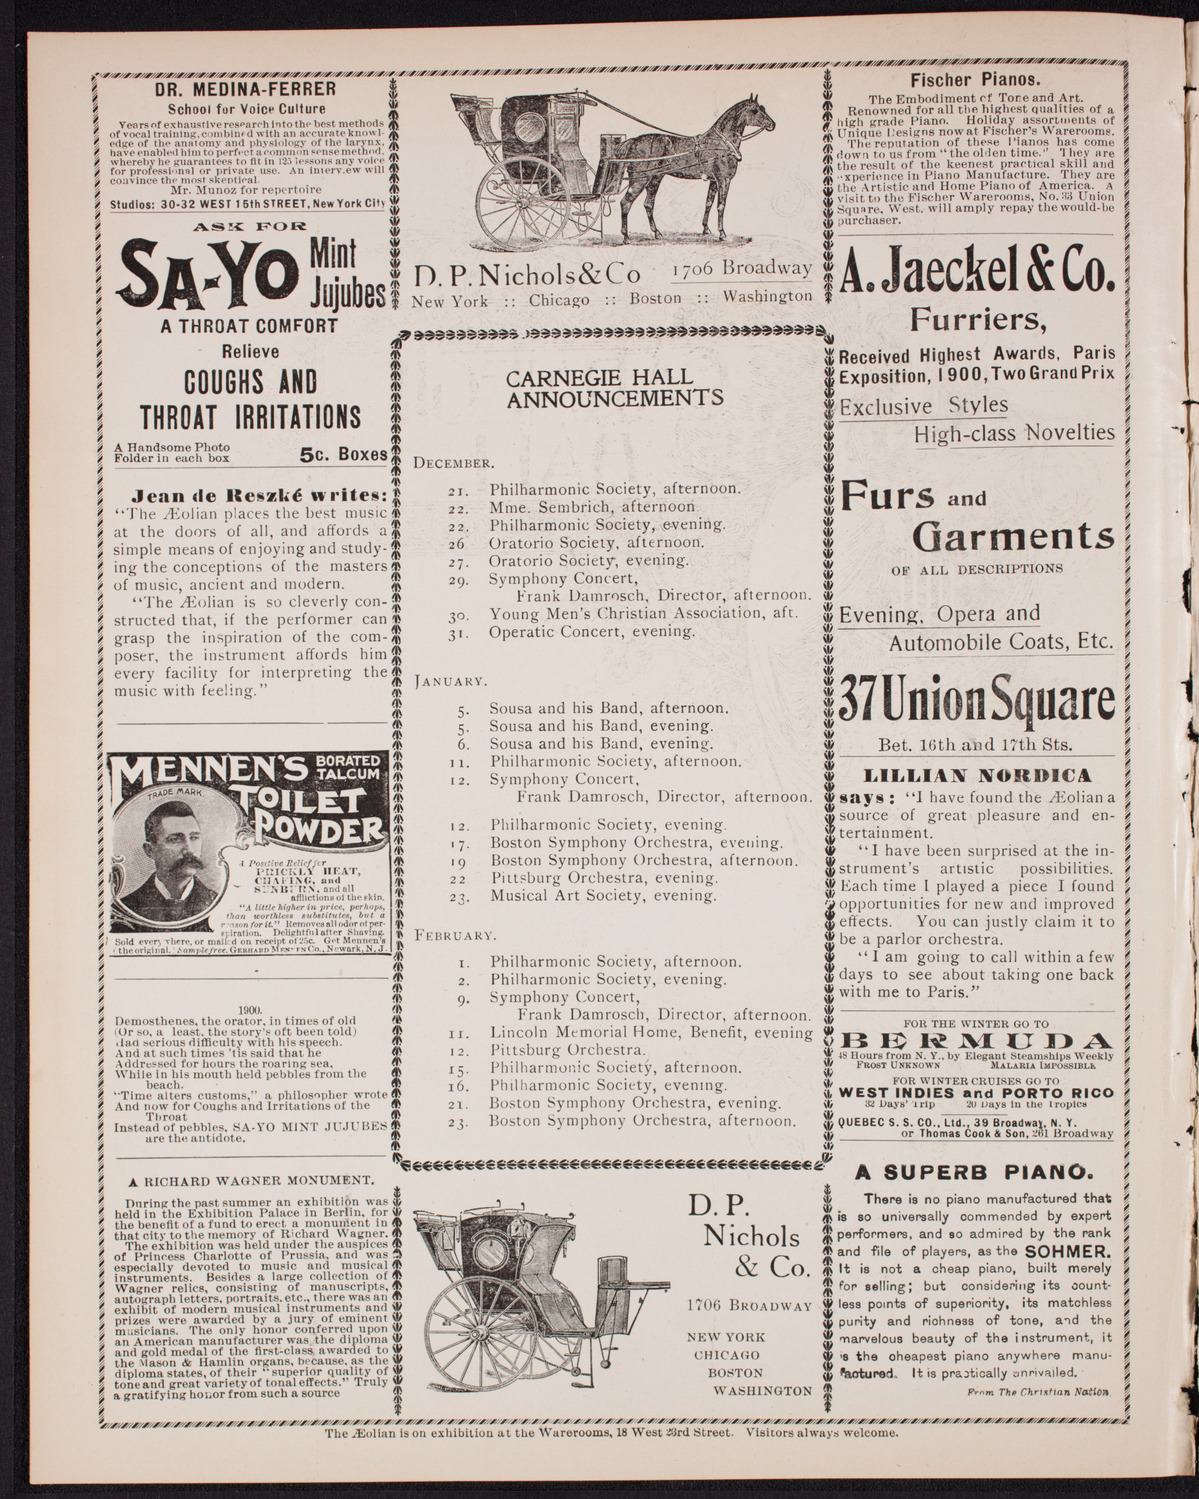 DR. MEDINA-FERRER
School for Voice Culture
Years of exhaustive research into the best methods
of vocal training, combined with an accurate knowl-
edge of the anatomy and physiology of the larynx,
have enabled him to perfect a common sense method,
whereby he guarantees to fit in 125 lessons any voice
for professional or private use. An interview will
convince the most skeptical.
Mr. Munoz for repertoire
Studios: 30-32 WEST 15th STREET, New York City
ASK FOR
SA-YO Mint
Jujubes
A THROAT COMFORT
Relieve
COUGHS AND
THROAT IRRITATIONS
A Handsome Photo
Folder in each box
5c. Boxes
Jean de Reszké writes:
"The Æolian places the best music
at the doors of all, and affords a
simple means of enjoying and study-
ing the conceptions of the masters
of music, ancient and modern.
"The Æolian is so cleverly con-
structed that, if the performer can
grasp the inspiration of the com-
poser, the instrument affords him
every facility for interpreting the
music with feeling."
MENNEN'S BORATED
TALCUM
TOILET
POWDER
TRADE MARK
A Positive Relief for
PRICKLY HEAT,
CHAFING, and
SUNBURN, and all
afflictions of the skin.
"A little higher in price, perhaps,
than worthless substitutes, but a
reason for it." Removes all odor of per-
spiration. Delightful after Shaving.
Sold everywhere, or mailed on receipt of 25c. Get Mennen's
(the original.) Sample free. GERHARD MENNEN CO., Newark, N. J.
1900.
Demosthenes, the orator, in times of old
(Or so, a least, the story's oft been told)
Had serious difficulty with his speech.
And at such times 'tis said that he
Addressed for hours the roaring sea,
While in his mouth held pebbles from the
beach.
"Time alters customs," a philosopher wrote
And now for Coughs and Irritations of the
Throat
Instead of pebbles, SA-YO MINT JUJUBES
are the antidote.
A RICHARD WAGNER MONUMENT.
During the past summer an exhibition was
held in the Exhibition Palace in Berlin, for
the benefit of a fund to erect a monument in
that city to the memory of Richard Wagner.
The exhibition was held under the auspices
of Princess Charlotte of Prussia, and was
especially devoted to music and musical
instruments. Besides a large collection of
Wagner relics, consisting of manuscripts,
autograph letters, portraits, etc., there was an
exhibit of modern musical instruments and
prizes were awarded by a jury of eminent
musicians. The only honor conferred upon
an American manufacturer was the diploma
and gold medal of the first-class, awarded to
the Mason & Hamlin organs, because, as the
diploma states, of their "superior quality of
tone and great variety of tonal effects." Truly
a gratifying honor from such a source
D. P. Nichols & Co 1706 Broadway
New York :: Chicago :: Boston :: Washington
CARNEGIE HALL
ANNOUNCEMENTS
DECEMBER.
21. Philharmonic Society, afternoon.
22. Mme. Sembrich, afternoon.
22. Philharmonic Society, evening.
26 Oratorio Society, afternoon.
27. Oratorio Society, evening.
29. Symphony Concert,
Frank Damrosch, Director, afternoon.
30. Young Men's Christian Association, aft.
31. Operatic Concert, evening.
JANUARY.
5. Sousa and his Band, afternoon.
5. Sousa and his Band, evening.
6. Sousa and his Band, evening.
11. Philharmonic Society, afternoon.
12. Symphony Concert,
Frank Damrosch, Director, afternoon.
12. Philharmonic Society, evening.
17. Boston Symphony Orchestra, evening.
19 Boston Symphony Orchestra, afternoon.
22 Pittsburg Orchestra, evening.
23. Musical Art Society, evening.
FEBRUARY.
1. Philharmonic Society, afternoon.
2. Philharmonic Society, evening.
9. Symphony Concert,
Frank Damrosch, Director, afternoon.
11. Lincoln Memorial Home, Benefit, evening
12. Pittsburg Orchestra.
15. Philharmonic Society, afternoon.
16. Philharmonic Society, evening.
21. Boston Symphony Orchestra, evening.
23. Boston Symphony Orchestra, afternoon.
D. P.
Nichols
& Co.
1706 BROADWAY
NEW YORK
CHICAGO
BOSTON
WASHINGTON
Fischer Pianos.
The Embodiment of Tone and Art.
Renowned for all the highest qualities of a
high grade Piano. Holiday assortments of
Unique Designs now at Fischer's Warerooms.
The reputation of these Pianos has come
down to us from "the olden time." They are
the result of the keenest practical skill and
experience in Piano Manufacture. They are
the Artistic and Home Piano of America. A
visit to the Fischer Warerooms, No. 33 Union
Square, West, will amply repay the would-be
purchaser.
A. Jaeckel & Co.
Furriers,
Received Highest Awards, Paris
Exposition, 1900, Two Grand Prix
Exclusive Styles
High-class Novelties
Furs and
Garments
OF ALL DESCRIPTIONS
Evening, Opera and
Automobile Coats, Etc.
37 Union Square
Bet. 16th and 17th Sts.
LILLIAN NORDICA
says: "I have found the Æolian a
source of great pleasure and en-
tertainment.
"I have been surprised at the in-
strument's artistic possibilities.
Each time I played a piece I found
opportunities for new and improved
effects. You can justly claim it to
be a parlor orchestra.
"I am going to call within a few
days to see about taking one back
with me to Paris."
FOR THE WINTER GO TO
BERMUDA
48 Hours from N. Y., by Elegant Steamships Weekly
FROST UNKNOWN MALARIA IMPOSSIBLE
FOR WINTER CRUISES GO TO
WEST INDIES and PORTO RICO
32 Days' Trip 20 Days in the Tropics
QUEBEC S. S. CO., Ltd., 39 Broadway, N. Y.
or Thomas Cook & Son, 261 Broadway
A SUPERB PIANO.
There is no piano manufactured that
is so universally commended by expert
performers, and so admired by the rank
and file of players, as the SOHMER.
It is not a cheap piano, built merely
for selling; but considering its count-
less points of superiority, its matchless
purity and richness of tone, and the
marvelous beauty of the instrument, it
is the cheapest piano anywhere manu-
factured. It is practically unrivailed.
From The Christian Nation
The Æolian is on exhibition at the Warerooms, 18 West 23rd Street. Visitors always welcome.